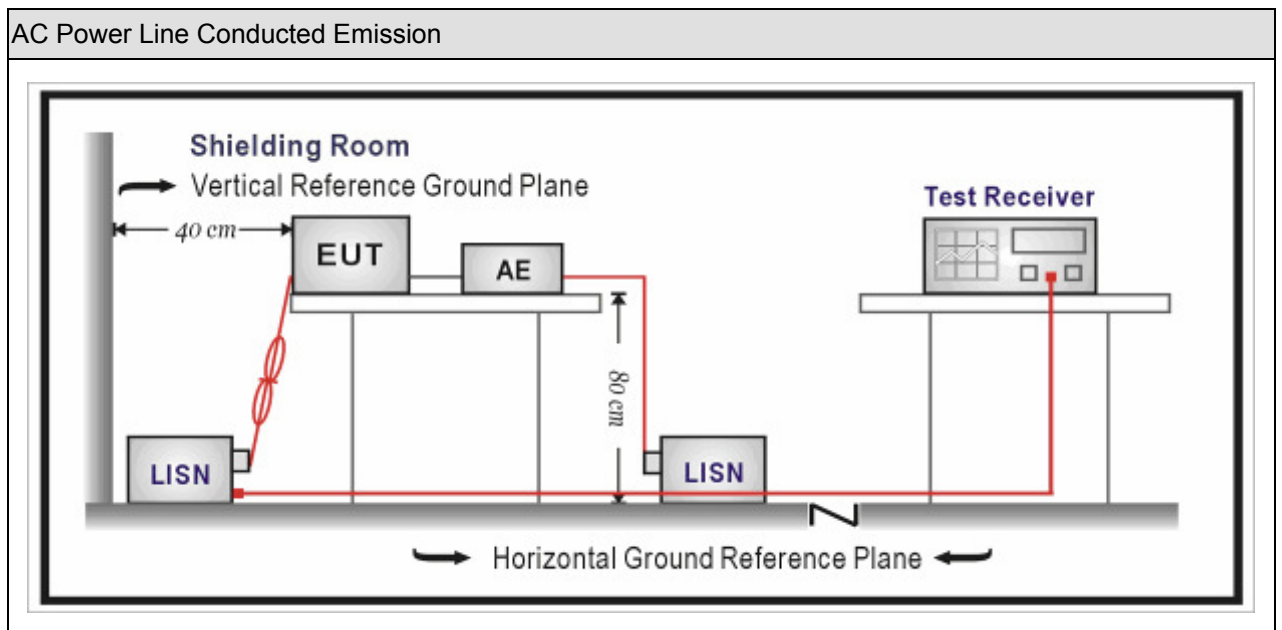 AC Power Line Conducted Emission
Shielding Room
Vertical Reference Ground Plane
Test Receiver
40 cm
EUT
AE
80 cm
LISN
LISN
Horizontal Ground Reference Plane